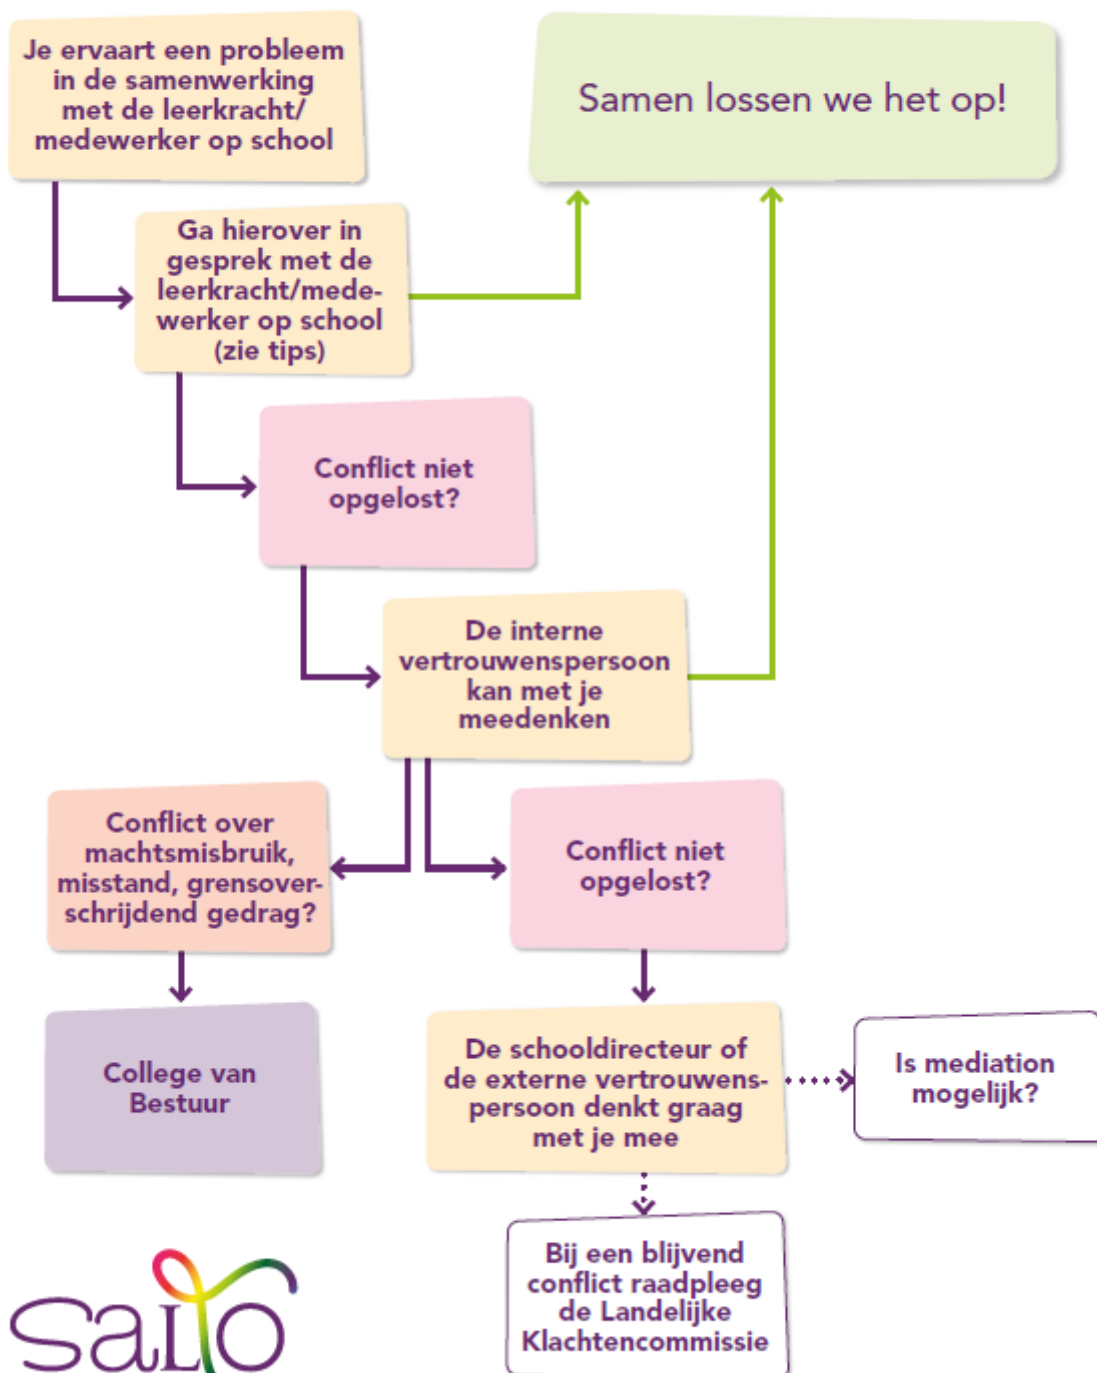 Je ervaart een probleem
in de samenwerking
met de leerkracht/
medewerker op school
Samen lossen we het op!
Ga hierover in
gesprek met de
leerkracht/mede-
werker op school
(zie tips)
Conflict niet
opgelost?
De interne
vertrouwenspersoon
kan met je
meedenken
Conflict over
machtsmisbruik,
misstand, grensover-
schrijdend gedrag?
Conflict niet
opgelost?
College van
Bestuur
De schooldirecteur of
de externe vertrouwens-
persoon denkt graag
met je mee
Is mediation
mogelijk?
Bij een blijvend
conflict raadpleeg
de Landelijke
Klachtencommissie
SALTO